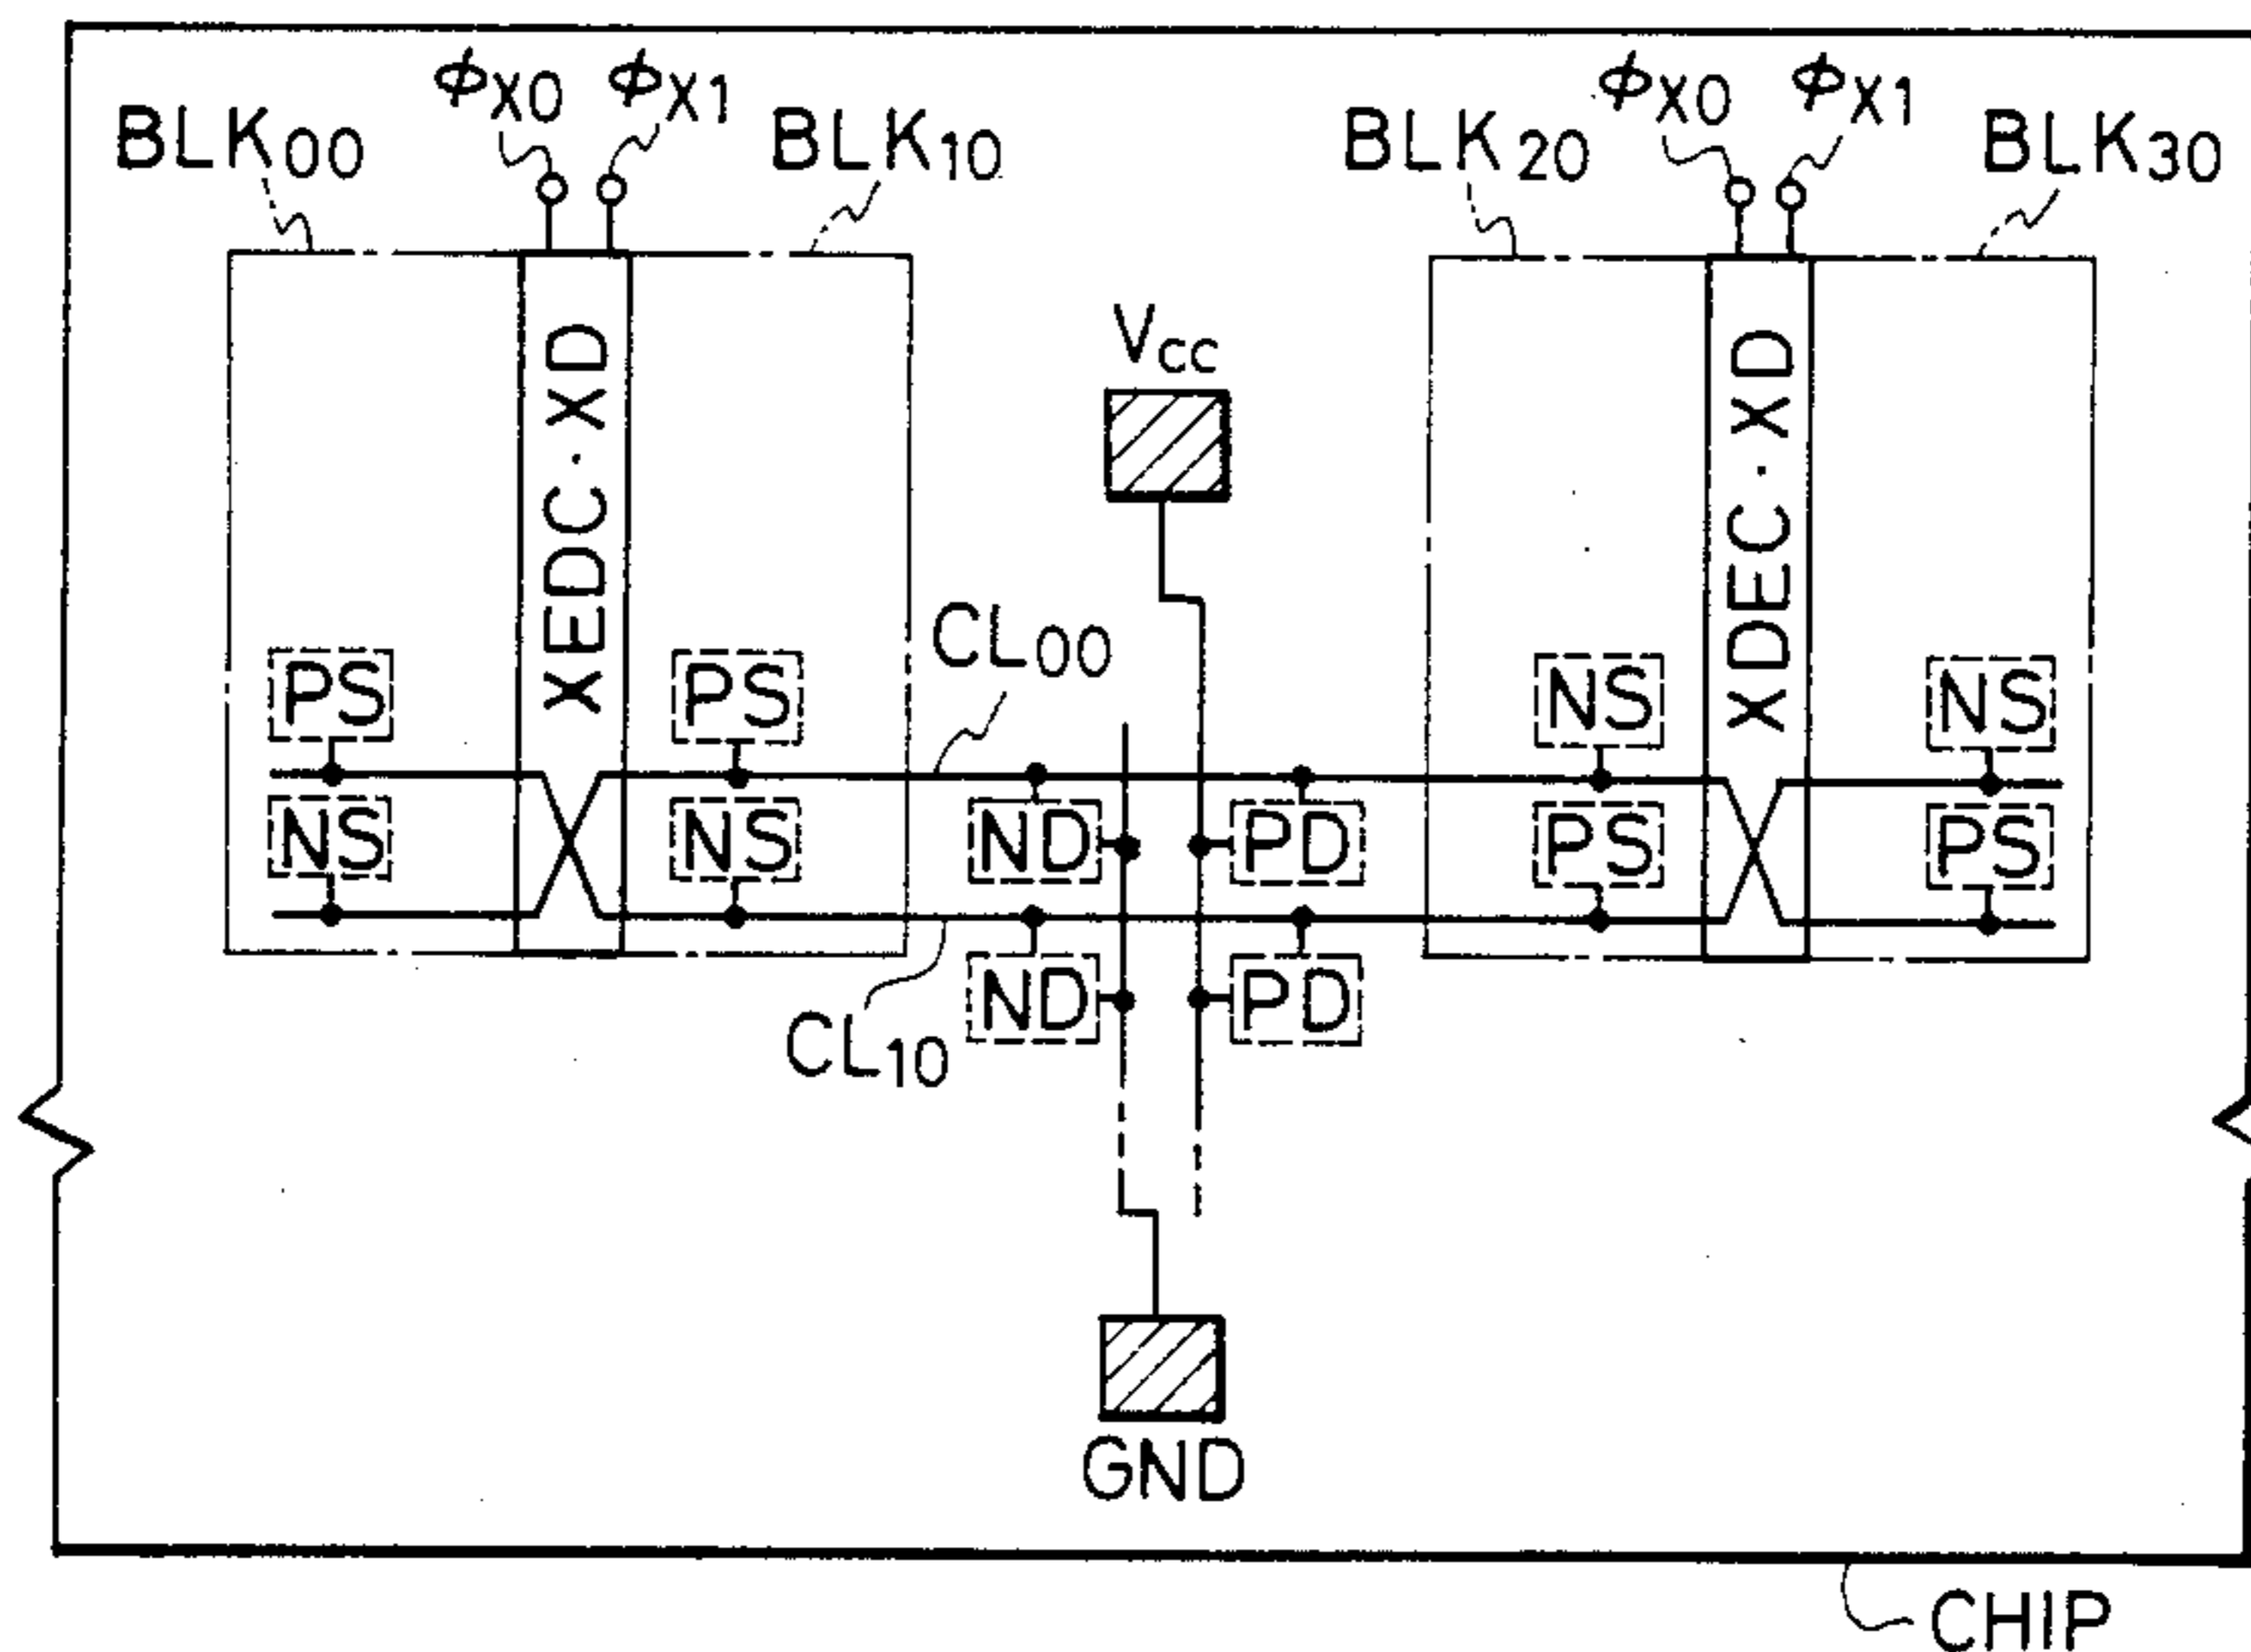 ΦX0 ΦX1
BLK00
BLK10
ΦX0 ΦX1
BLK20
BLK30
XEDC·XD
VCC
XDEC·XD
CL00
PS
PS
NS
NS
NS
NS
ND
PD
PS
PS
ND
PD
CL10
GND
CHIP